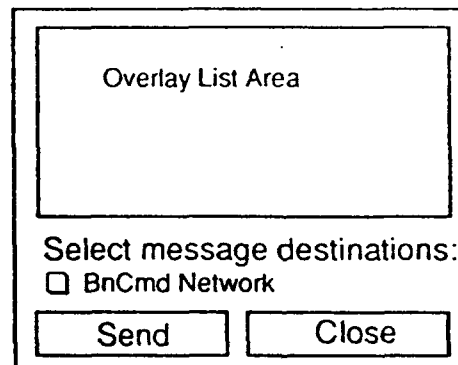 Overlay List Area
Select message destinations:
BnCmd Network
Send Close